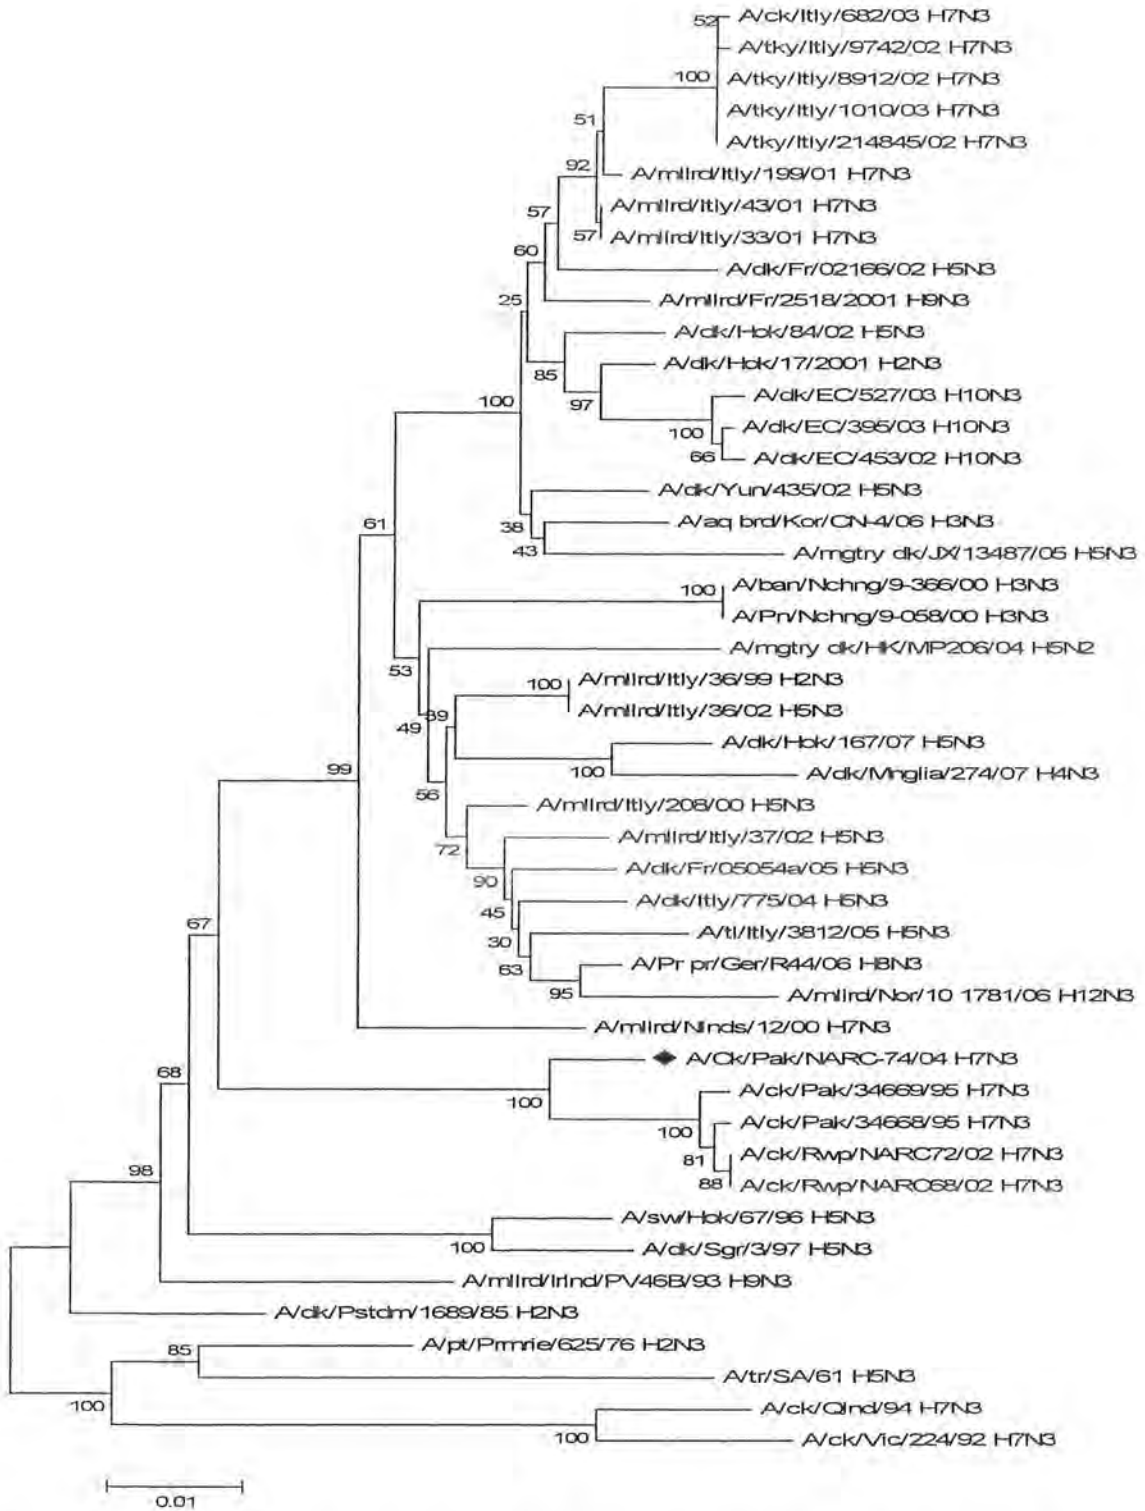 52 A/ck/Itly/682/03 H7N3
A/tky/Itly/9742/02 H7N3
100 A/tky/Itly/8912/02 H7N3
A/tky/Itly/1010/03 H7N3
51
A/tky/Itly/214845/02 H7N3
92 A/mllrd/Itly/199/01 H7N3
57 A/mllrd/Itly/43/01 H7N3
57 A/mllrd/Itly/33/01 H7N3
60
A/dk/Fr/02166/02 H5N3
25 A/mllrd/Fr/2518/2001 H9N3
A/dk/Hok/84/02 H5N3
85 A/dk/Hok/17/2001 H2N3
100 97 A/dk/EC/527/03 H10N3
100 A/dk/EC/395/03 H10N3
66 A/dk/EC/453/02 H10N3
A/dk/Yun/435/02 H5N3
61 38 A/aq brd/Kor/CN-4/06 H3N3
43 A/mgtry dk/JX/13487/05 H5N3
100 A/ban/Nchng/9-366/00 H3N3
A/Pn/Nchng/9-058/00 H3N3
A/mgtry dk/HK/MP206/04 H5N2
53
100 A/mllrd/Itly/36/99 H2N3
49 39 A/mllrd/Itly/36/02 H5N3
A/dk/Hok/167/07 H5N3
99 100 A/dk/Mnglia/274/07 H4N3
56 A/mllrd/Itly/208/00 H5N3
A/mllrd/Itly/37/02 H5N3
72
90 A/dk/Fr/05054a/05 H5N3
45 A/dk/Itly/775/04 H5N3
67 30 A/tl/Itly/3812/05 H5N3
63 A/Pr pr/Ger/R44/06 H8N3
95 A/mllrd/Nor/10 1781/06 H12N3
A/mllrd/Nlnds/12/00 H7N3
68 A/Ck/Pak/NARC-74/04 H7N3
100 A/ck/Pak/34669/95 H7N3
100 A/ck/Pak/34668/95 H7N3
81 A/ck/Rwp/NARC72/02 H7N3
98 88 A/ck/Rwp/NARC68/02 H7N3
A/sw/Hok/67/96 H5N3
100 A/dk/Sgr/3/97 H5N3
A/mllrd/Irlnd/PV46B/93 H9N3
A/dk/Pstdm/1689/85 H2N3
85 A/pt/Prmrie/625/76 H2N3
A/tr/SA/61 H5N3
100 A/ck/Qlnd/94 H7N3
100 A/ck/Vic/224/92 H7N3
0.01